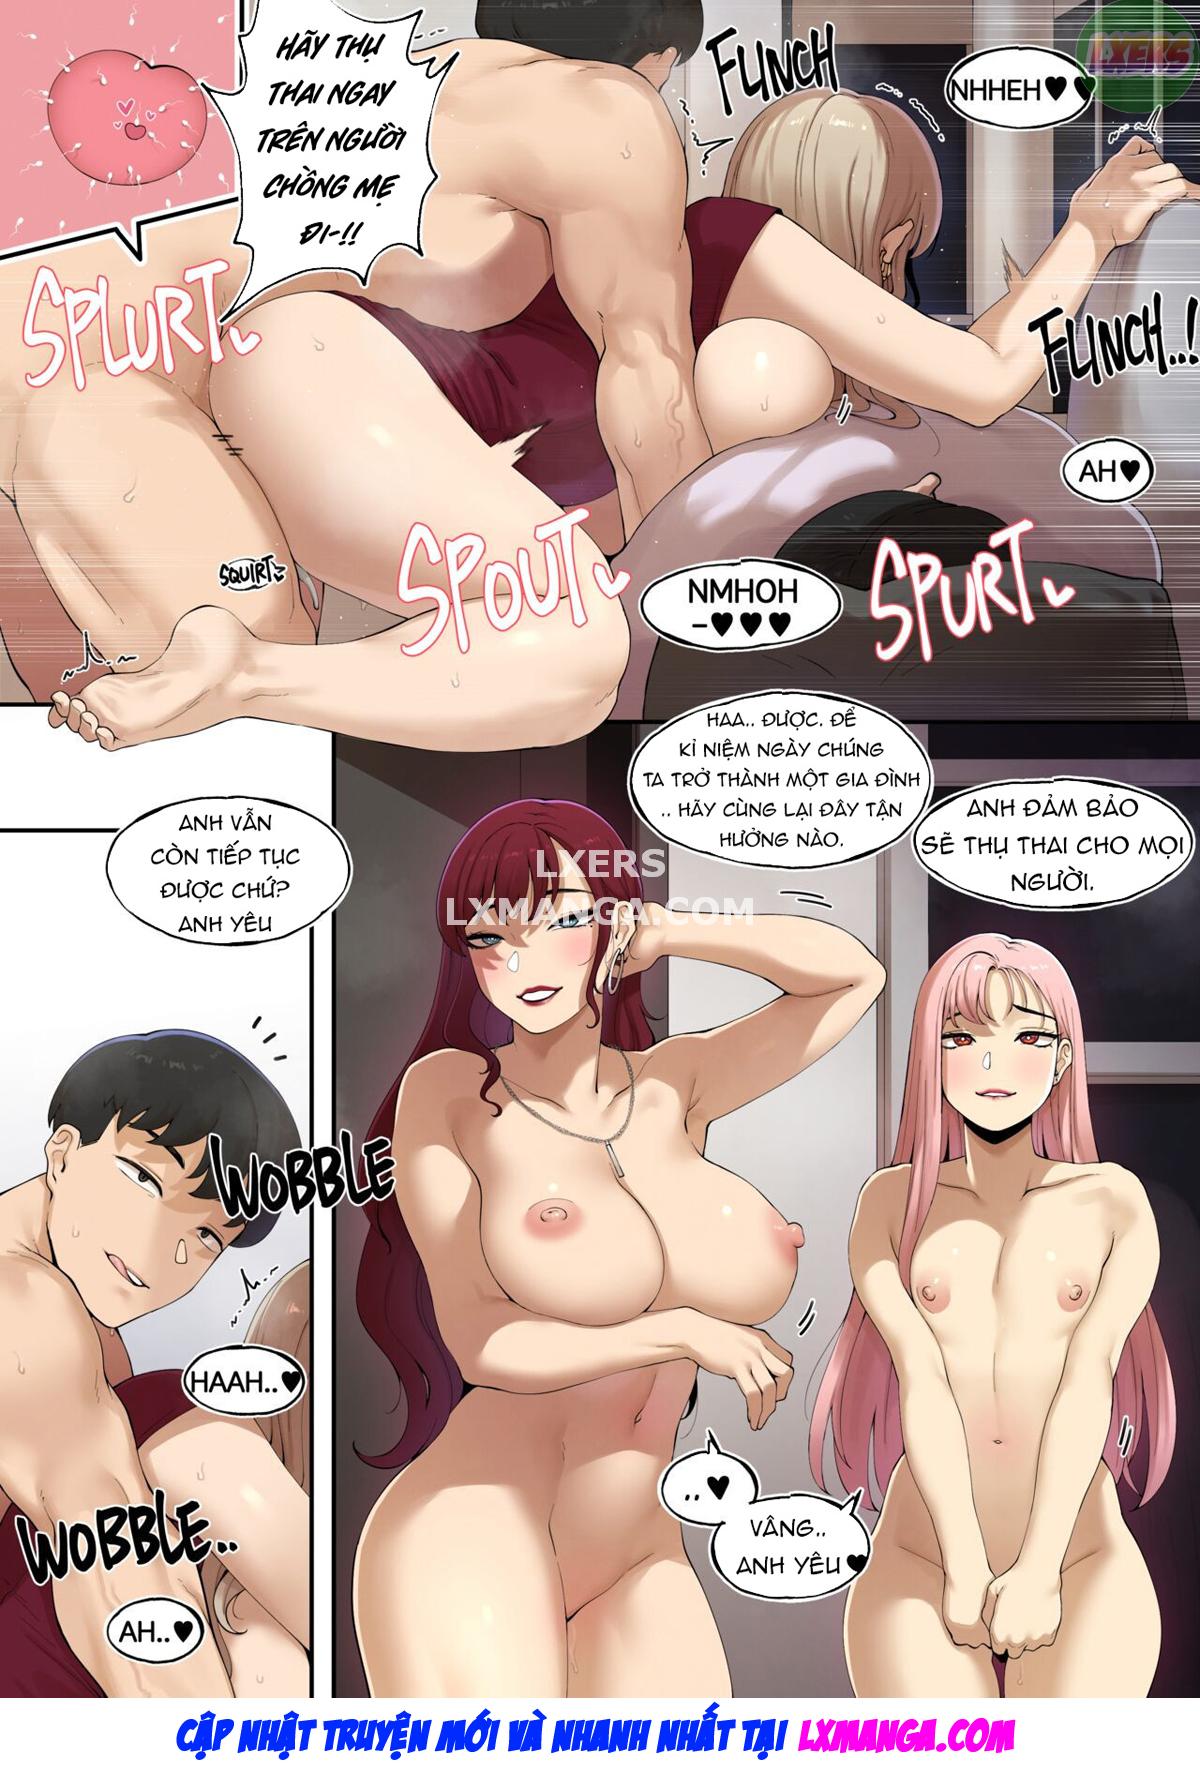 LXERS
HÃY THỤ
THAI NGAY
TRÊN NGƯỜI
CHỒNG MẸ
ĐI-!!
FLINCH
NHHEH♥♥
SPLURT
FLINCH..!
AH♥
SQUIRT
SPOUT
NMHOH
-♥♥♥
SPURT
HAA.. ĐƯỢC. ĐỂ
KỈ NIỆM NGÀY CHÚNG
TA TRỞ THÀNH MỘT GIA ĐÌNH
.. HÃY CÙNG LẠI ĐÂY TẬN
HƯỞNG NÀO.
ANH ĐẢM BẢO
SẼ THỤ THAI CHO MỌI
NGƯỜI.
ANH VẪN
CÒN TIẾP TỤC
ĐƯỢC CHỨ?
ANH YÊU
LXERS
LXMANGA.COM
WOBBLE
HAAH..♥
WOBBLE..
AH..♥
..♥
VÂNG..
ANH YÊU♥
CẬP NHẬT TRUYỆN MỚI VÀ NHANH NHẤT TẠI LXMANGA.COM